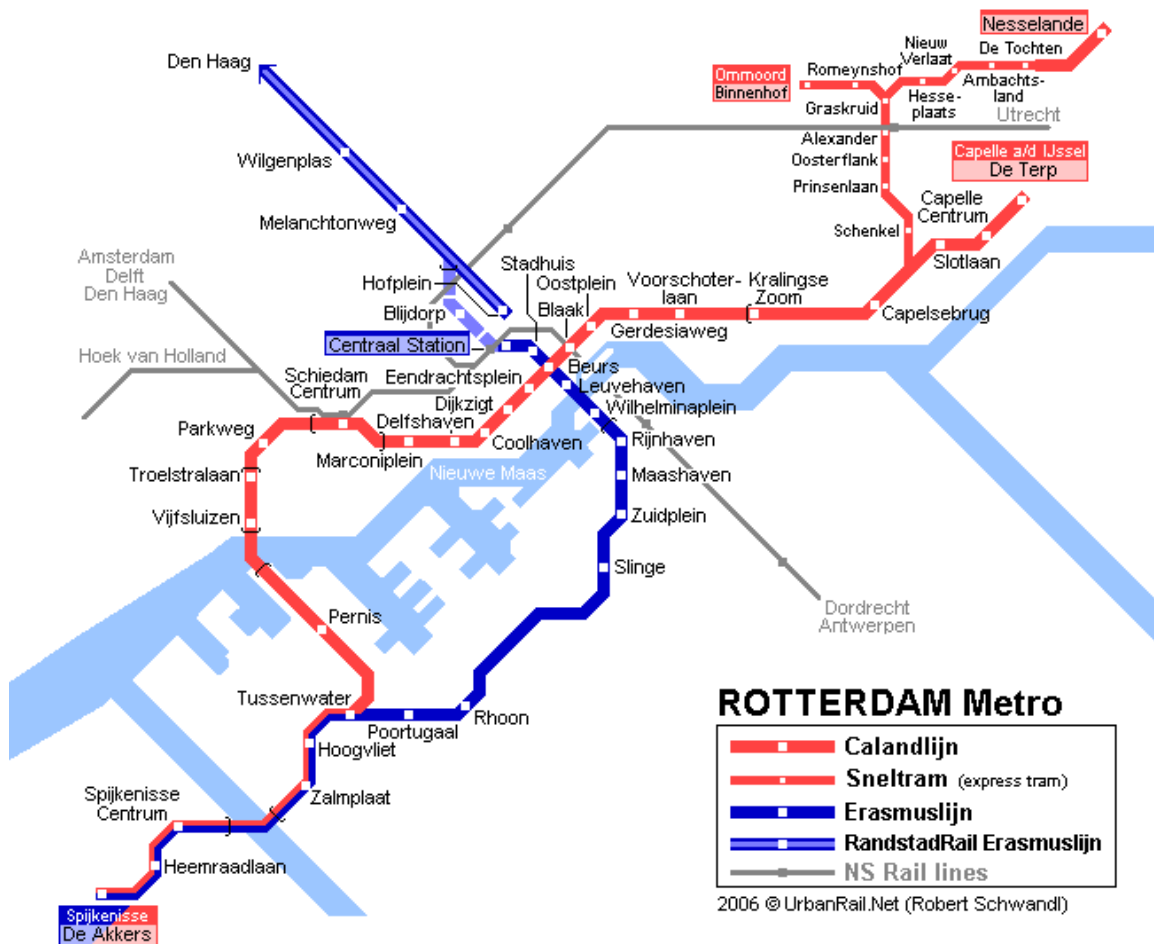 Nesselande
Nieuw
Verlaat
De Tochten
Den Haag
Ommoord
Binnenhof
Romeynshof
Hesse-
plaats
Ambachts-
land
Graskruid
Utrecht
Alexander
Wilgenplas
Oosterflank
Capelle a/d IJssel
De Terp
Prinsenlaan
Capelle
Centrum
Melanchtonweg
Schenkel
Slotlaan
Amsterdam
Delft
Den Haag
Stadhuis
Oostplein
Blaak
Voorschoter-
laan
Kralingse
Zoom
Hofplein
Blijdorp
Gerdesiaweg
Capelsebrug
Centraal Station
Hoek van Holland
Eendrachtsplein
Beurs
Leuvehaven
Schiedam
Centrum
Dijkzigt
Wilhelminaplein
Delfshaven
Parkweg
Coolhaven
Rijnhaven
Marconiplein
Troelstralaan
Nieuwe Maas
Maashaven
Vijfsluizen
Zuidplein
Slinge
Pernis
Dordrecht
Antwerpen
Tussenwater
Rhoon
Poortugaal
Hoogvliet
Zalmplaat
Spijkenisse
Centrum
Heemraadlaan
Spijkenisse
De Akkers
ROTTERDAM Metro
Calandlijn
Sneltram (express tram)
Erasmuslijn
RandstadRail Erasmuslijn
NS Rail lines
2006 © UrbanRail.Net (Robert Schwandl)